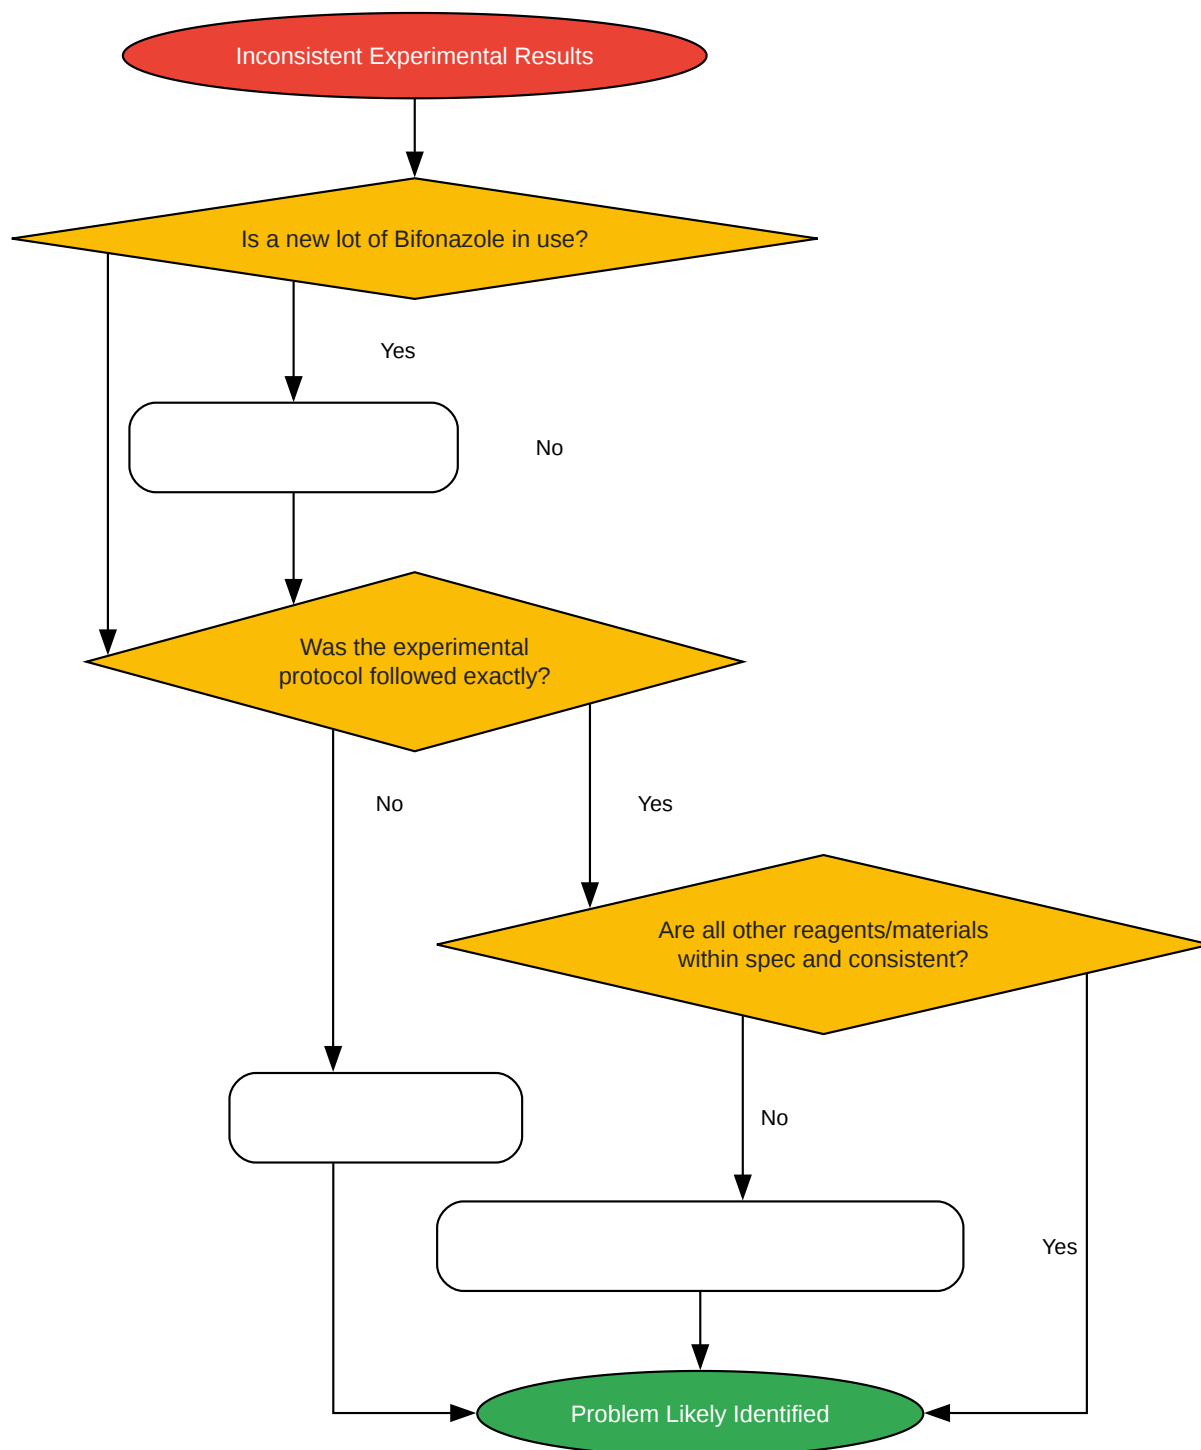 Inconsistent Experimental Results
Is a new lot of Bifonazole in use?
Yes
No
Was the experimental
protocol followed exactly?
No
Yes
Are all other reagents/materials
within spec and consistent?
No
Yes
Problem Likely Identified